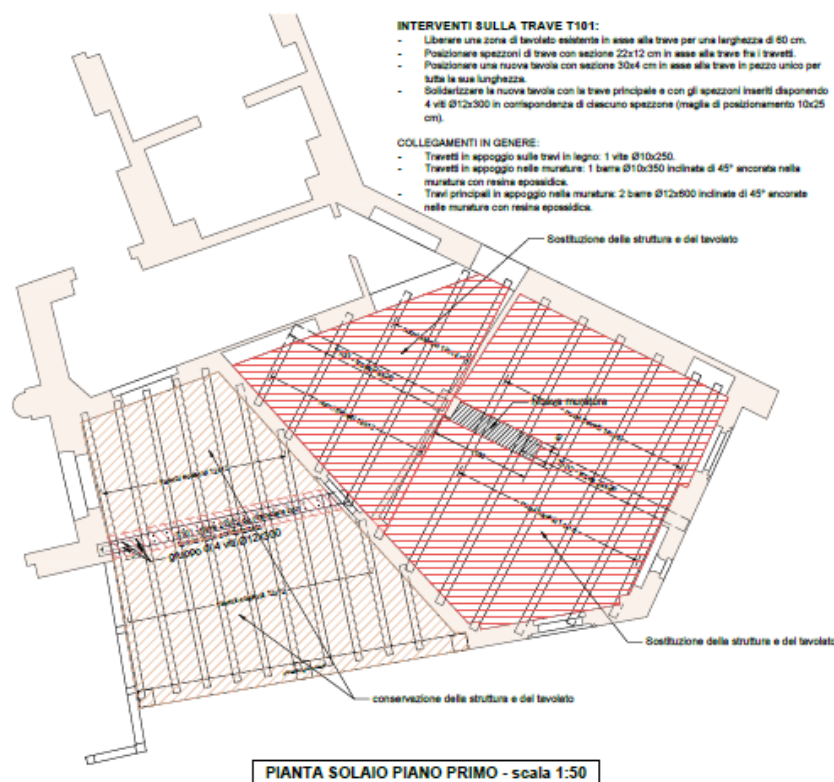 INTERVENTI SULLA TRAVE T101:
- Liberare una zona di tavolato esistente in asse alla trave per una larghezza di 60 cm.
- Posizionare spezzoni di trave con sezione 22x12 cm in asse alla trave fra i travetti.
- Posizionare una nuova tavola con sezione 30x4 cm in asse alla trave in pezzo unico per
tutta la sua lunghezza.
- Solidarizzare la nuova tavola con la trave principale e con gli spezzoni inseriti disponendo
4 viti Ø12x300 in corrispondenza di ciascuno spezzone (maglia di posizionamento 10x25
cm).
COLLEGAMENTI IN GENERE:
- Travetti in appoggio sulle travi in legno: 1 vite Ø10x250.
- Travetti in appoggio nelle murature: 1 barra Ø10x350 inclinata di 45° ancorata nella
muratura con resina epossidica.
- Travi principali in appoggio nella muratura: 2 barre Ø12x600 inclinate di 45° ancorate
nelle murature con resina epossidica.
Sostituzione della struttura e del tavolato
Nuova muratura
gruppo di 4 viti Ø12x300
Sostituzione della struttura e del tavolato
conservazione della struttura e del tavolato
PIANTA SOLAIO PIANO PRIMO - scala 1:50